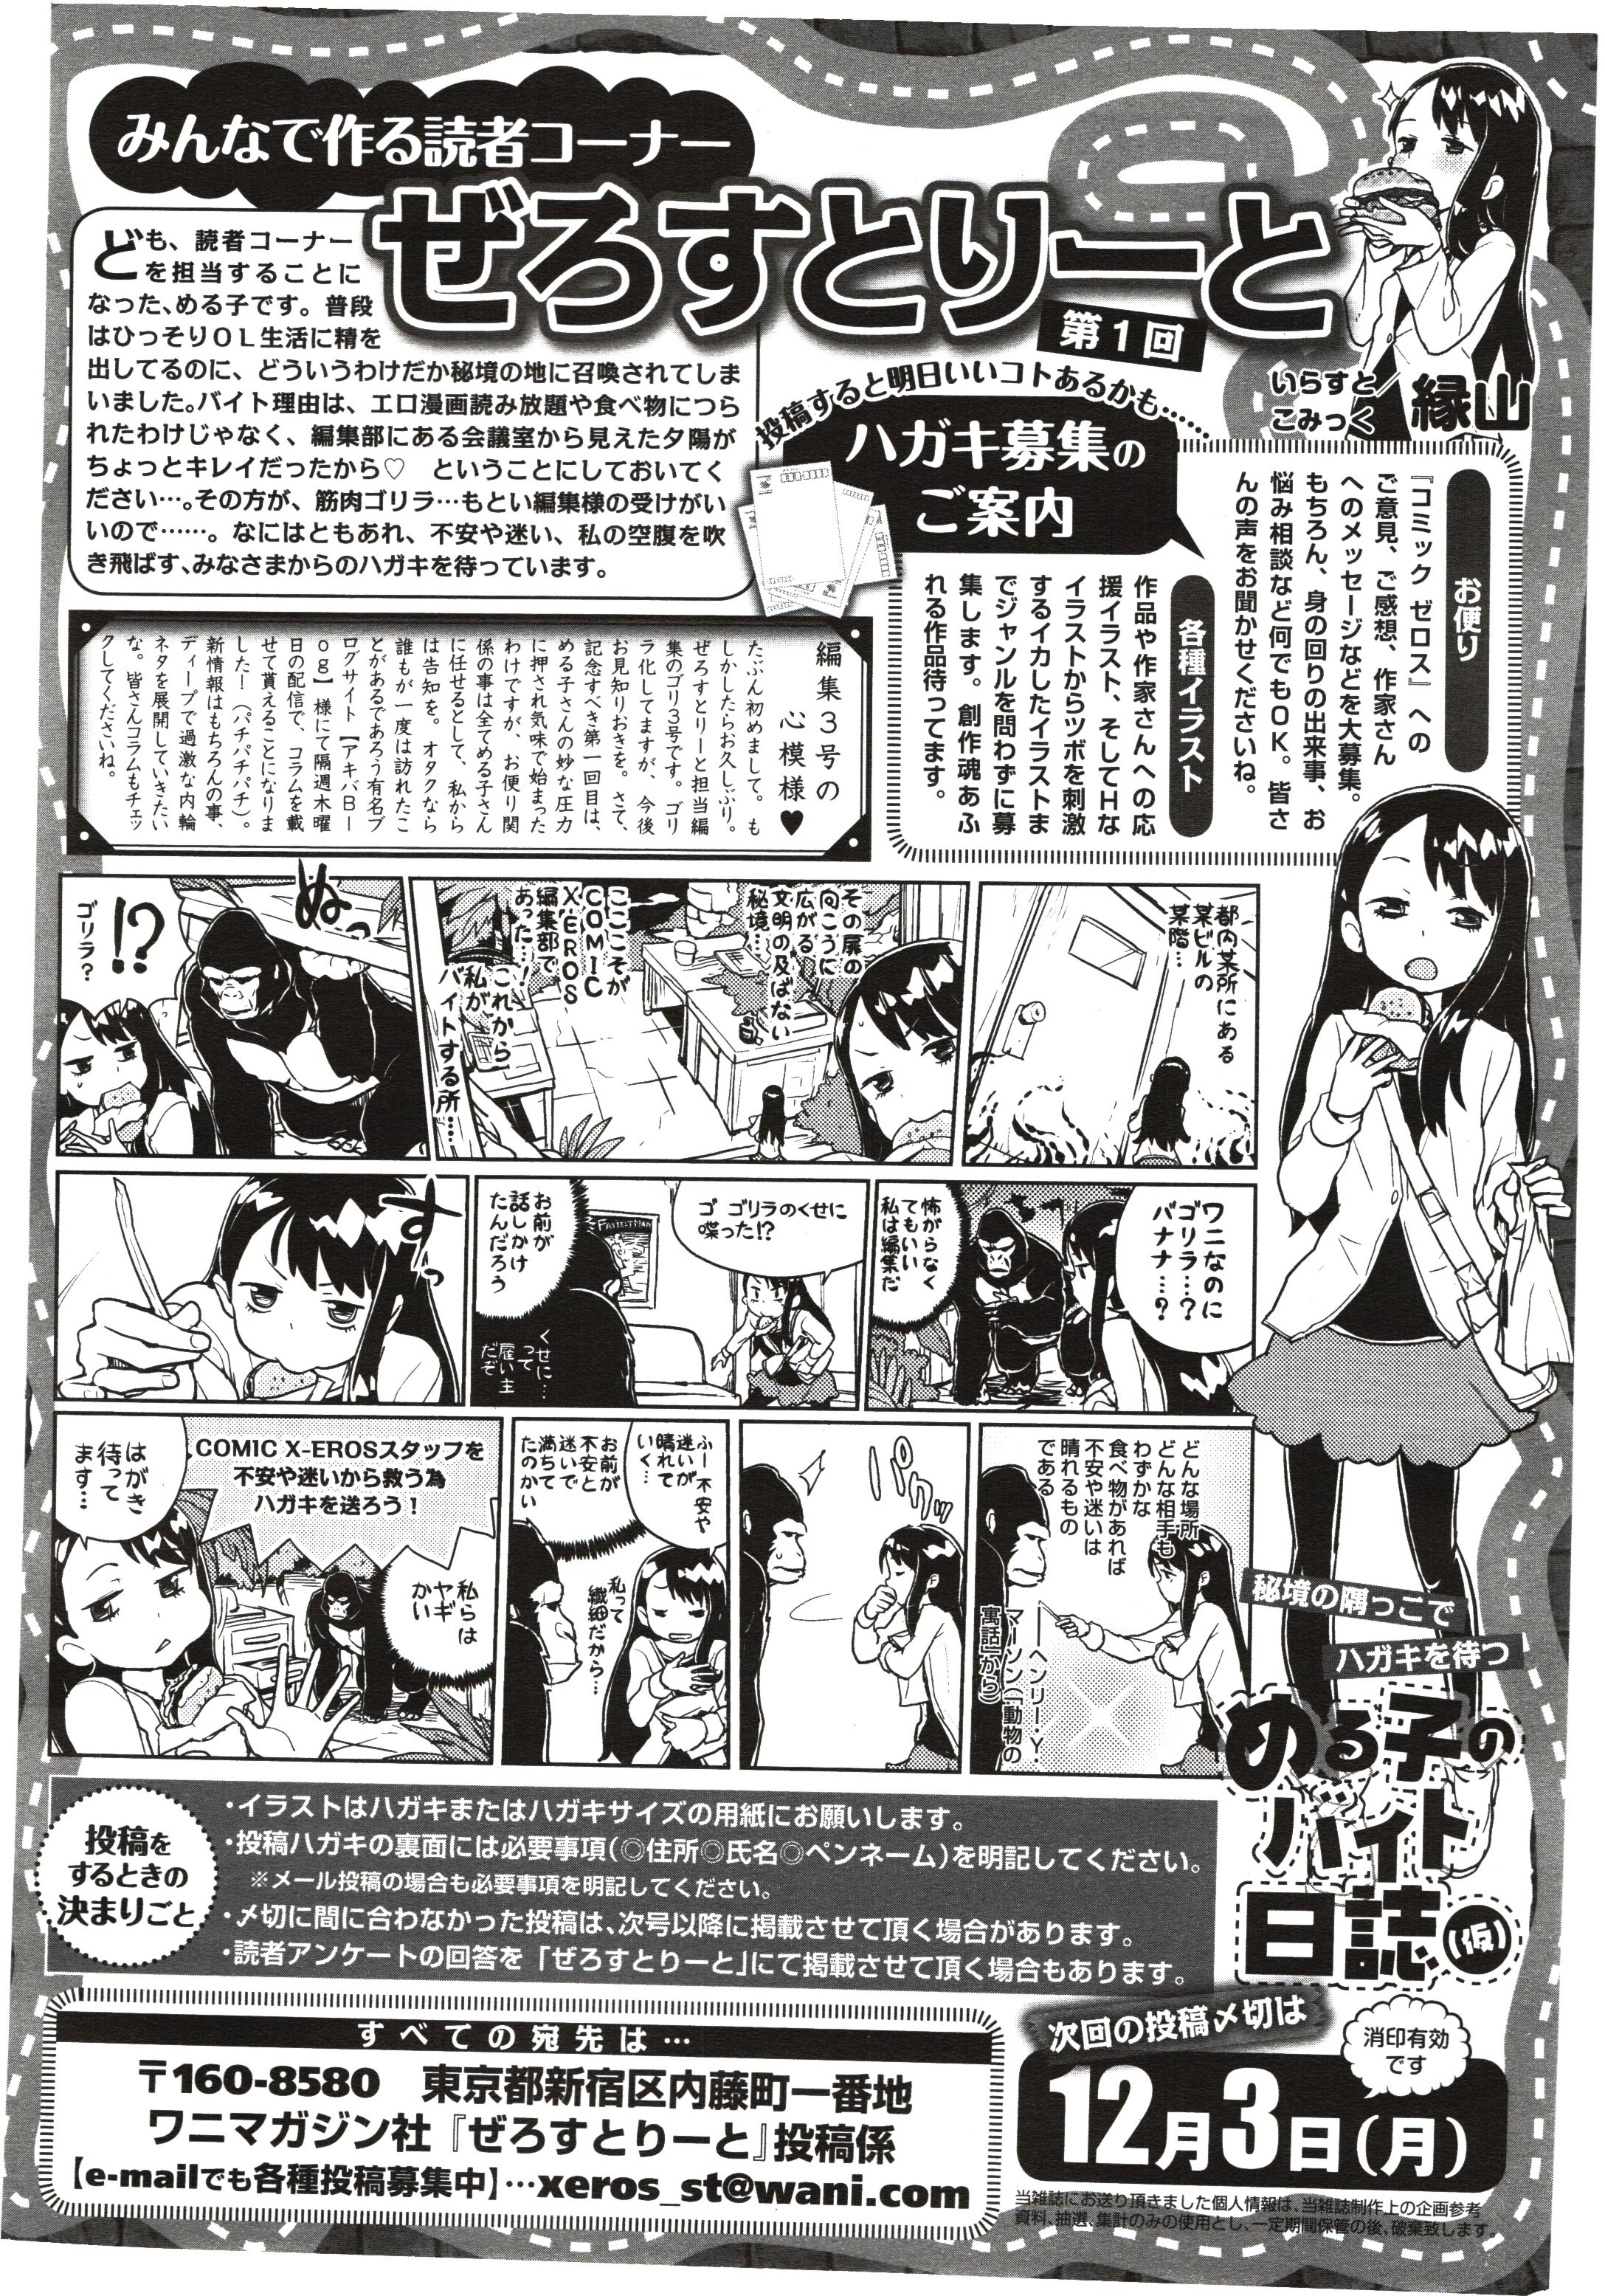 みんなで作る読者コーナー
ぜろすとりーと
第1回
いらすと／こみっく
縁山
ども、読者コーナー
を担当することに
なった、める子です。普段
はひっそりOL生活に精を
出してるのに、どういうわけだか秘境の地に召喚されてしま
いました。バイト理由は、エロ漫画読み放題や食べ物につら
れたわけじゃなく、編集部にある会議室から見えた夕陽が
ちょっとキレイだったから♡　ということにしておいてく
ださい…。その方が、筋肉ゴリラ…もとい編集様の受けがい
いので……。なにはともあれ、不安や迷い、私の空腹を吹
き飛ばす、みなさまからのハガキを待っています。
投稿すると明日いいコトあるかも……
ハガキ募集の
ご案内
お便り
『コミック ゼロス』への
ご意見、ご感想、作家さん
へのメッセージなどを大募集。
もちろん、身の回りの出来事、お
悩み相談など何でもOK。皆さ
んの声をお聞かせくださいね。
各種イラスト
作品や作家さんへの応
援イラスト、そしてHな
イラストからツボを刺激
するイカしたイラストま
でジャンルを問わずに募
集します。創作魂あふ
れる作品待ってます。
編集3号の
心模様♥
たぶん初めまして。も
しかしたらお久しぶり。
ぜろすとりーと担当編
集のゴリ3号です。ゴリ
ラ化してますが、今後
お見知りおきを。さて、
記念すべき第一回目は、
める子さんの妙な圧力
に押され気味で始まった
わけですが、お便り関
係の事は全てめる子さん
に任せるとして、私から
は告知を。オタクなら
誰もが一度は訪れたこ
とがあるであろう有名ブ
ログサイト【アキバBl
og】様にて隔週木曜
日の配信で、コラムを載
せて貰えることになりま
した！（パチパチパチ）。
新情報はもちろんの事、
ディープで過激な内輪
ネタを展開していきたい
な。皆さんコラムもチェッ
クしてくださいね。
都内某所にある
某ビルの
某階…
その扉の
向こうに
広がる
文明の及ばない
秘境…
ここそが
COMIC
X-EROS
編集部で
あった…！
これから
私が
バイトする所……
ぬっ
!?
ゴリラ？
ワニなのに
ゴリラ…？
バナナ…？
怖がらなく
てもいい
私は編集だ
ゴ ゴリラのくせに
喋った!?
お前が
話しかけ
たんだろう
くせに…
って
雇い主
だぞ
すっ
どんな場所
どんな相手も
わずかな
食べ物があれば
不安や迷いは
晴れるもの
である
――ヘンリー・Y・
マーソン（「動物の
寓話」から）
パクッ
ふー 不安や
迷いが
晴れて
いく…
お前が
不安と
迷いで
満ちて
たのかい
私って
繊細だから…
COMIC X-EROSスタッフを
不安や迷いから救う為
ハガキを送ろう！
私らは
ヤギ
かい
はがき
待って
ます…
秘境の隅っこで
ハガキを待つ
める子の
バイト
日誌(仮)
投稿を
するときの
決まりごと
・イラストはハガキまたはハガキサイズの用紙にお願いします。
・投稿ハガキの裏面には必要事項（◎住所◎氏名◎ペンネーム）を明記してください。
※メール投稿の場合も必要事項を明記してください。
・〆切に間に合わなかった投稿は、次号以降に掲載させて頂く場合があります。
・読者アンケートの回答を「ぜろすとりーと」にて掲載させて頂く場合もあります。
すべての宛先は…
〒160-8580　東京都新宿区内藤町一番地
ワニマガジン社『ぜろすとりーと』投稿係
【e-mailでも各種投稿募集中】…xeros_st@wani.com
次回の投稿〆切は
消印有効
です
12月3日(月)
当雑誌にお送り頂きました個人情報は、当雑誌制作上の企画参考
資料、抽選、集計のみの使用とし、一定期間保管の後、破棄致します。